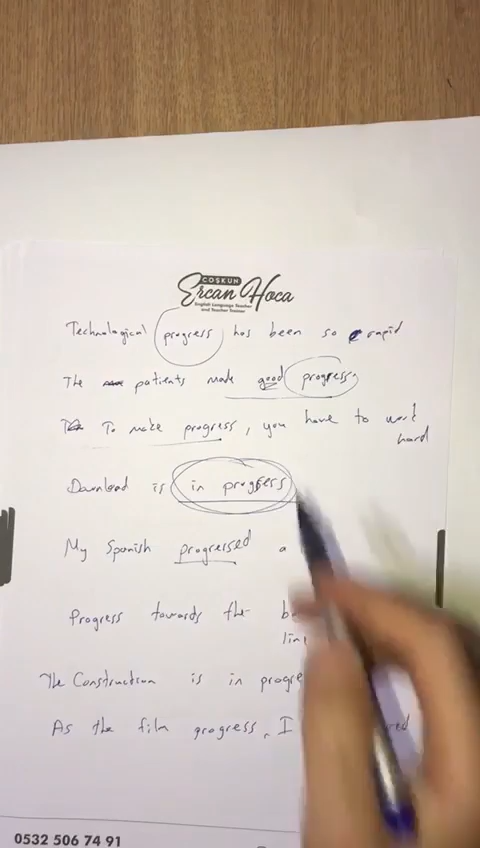 COSKUN
Ercan Hoca
English Language Teacher
and Teacher Trainer
Technological progress has been so rapid
The patients made good progress
To make progress, you have to work
hard
Download is in progress
My Spanish progressed a
Progress towards the
The Construction is in progre
As the film progress, I
0532 506 74 91